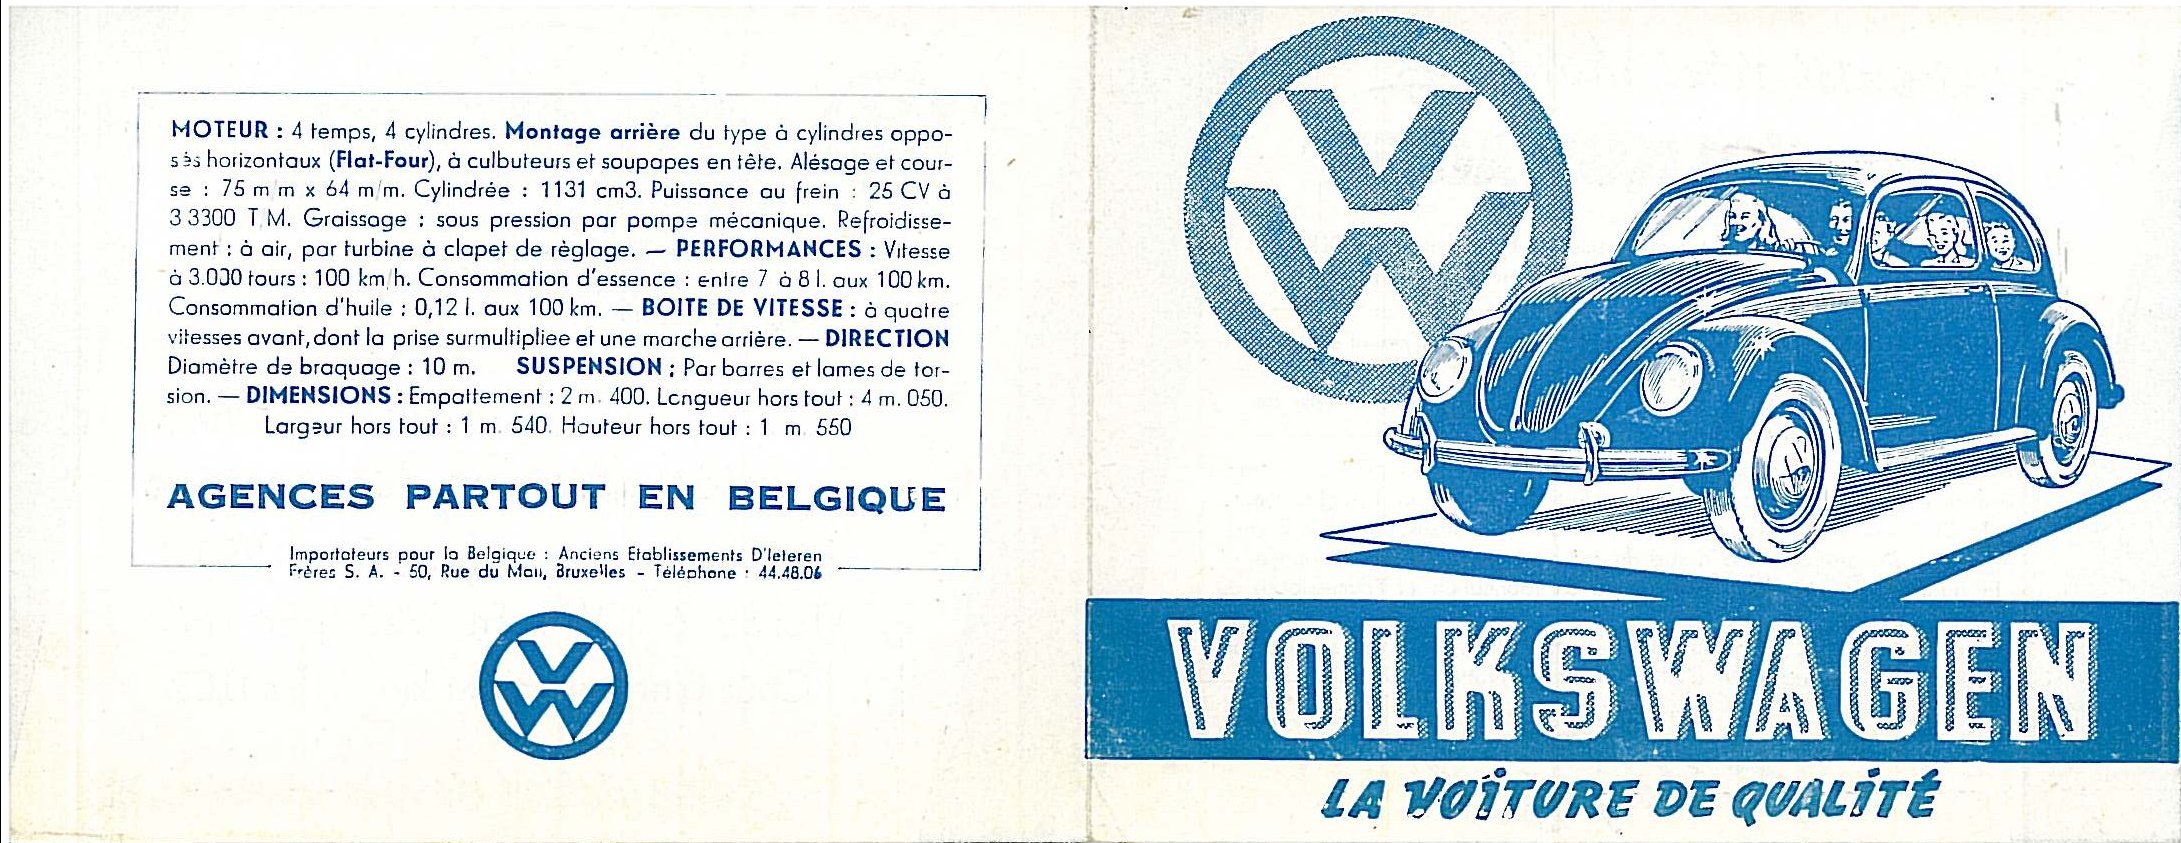 MOTEUR : 4 temps, 4 cylindres. Montage arrière du type à cylindres oppo-
sés horizontaux (Flat-Four), à culbuteurs et soupapes en tête. Alésage et cour-
se : 75 m m x 64 m/m. Cylindrée : 1131 cm3. Puissance au frein : 25 CV à
3 3300 T.M. Graissage : sous pression par pompe mécanique. Refroidisse-
ment : à air, par turbine à clapet de réglage. — PERFORMANCES : Vitesse
à 3.000 tours : 100 km/h. Consommation d'essence : entre 7 à 8 l. aux 100 km.
Consommation d'huile : 0,12 l. aux 100 km. — BOITE DE VITESSE : à quatre
vitesses avant, dont la prise surmultipliee et une marche arrière. — DIRECTION
Diamètre de braquage : 10 m. SUSPENSION : Par barres et lames de tor-
sion. — DIMENSIONS : Empattement : 2 m. 400. Longueur hors tout : 4 m. 050.
Largeur hors tout : 1 m. 540. Hauteur hors tout : 1 m. 550
AGENCES PARTOUT EN BELGIQUE
Importateurs pour la Belgique : Anciens Etablissements D'Ieteren
Frères S. A. - 50, Rue du Mail, Bruxelles - Téléphone : 44.48.06
VW
VW
VOLKSWAGEN
LA VOITURE DE QUALITÉ